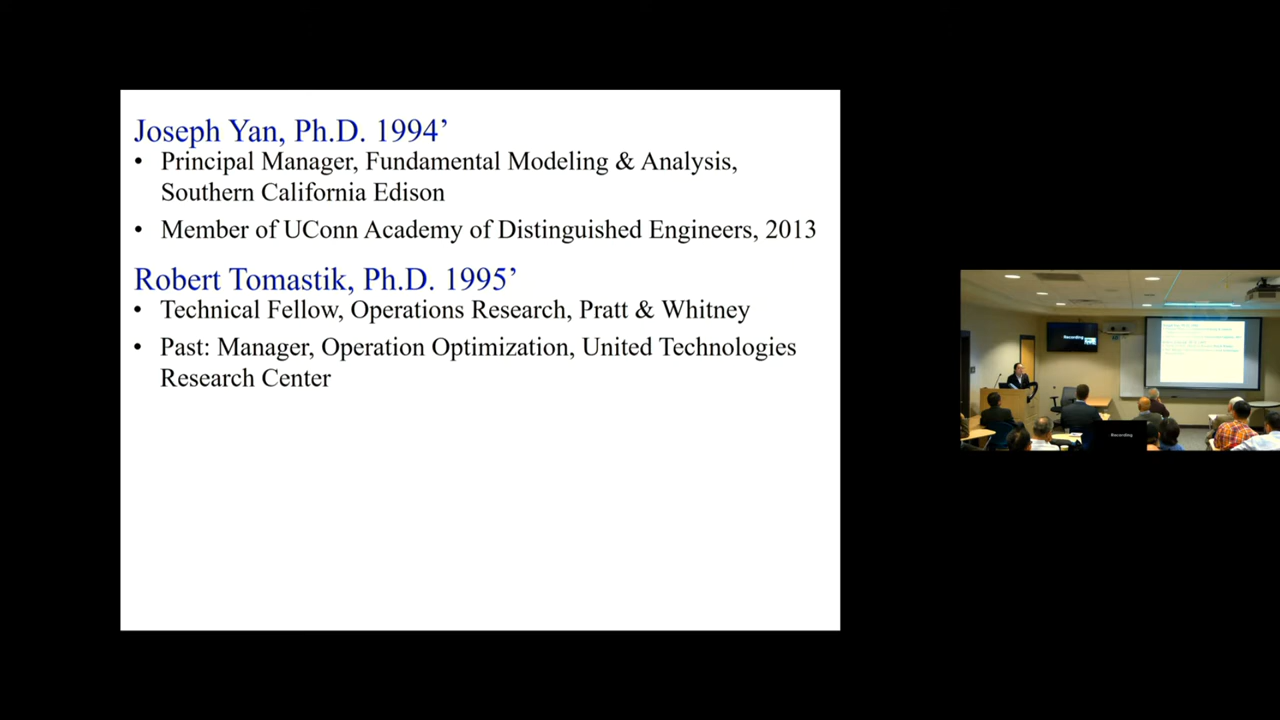 Joseph Yan, Ph.D. 1994’
• Principal Manager, Fundamental Modeling & Analysis,
Southern California Edison
• Member of UConn Academy of Distinguished Engineers, 2013
Robert Tomastik, Ph.D. 1995’
• Technical Fellow, Operations Research, Pratt & Whitney
• Past: Manager, Operation Optimization, United Technologies
Research Center
Recording
Recording